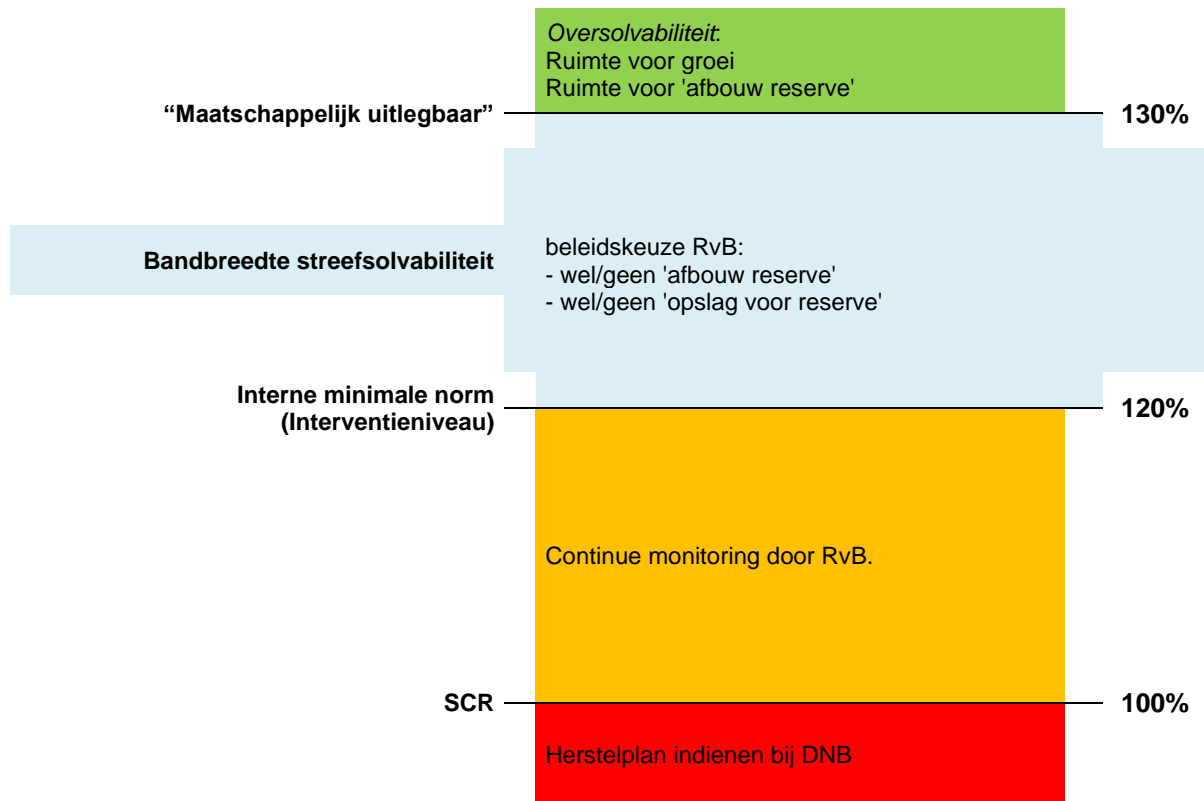 Oversolvabiliteit:
Ruimte voor groei
Ruimte voor 'afbouw reserve'
“Maatschappelijk uitlegbaar”
130%
Bandbreedte streefsolvabiliteit
beleidskeuze RvB:
- wel/geen 'afbouw reserve'
- wel/geen 'opslag voor reserve'
Interne minimale norm
(Interventieniveau)
120%
Continue monitoring door RvB.
SCR
100%
Herstelplan indienen bij DNB